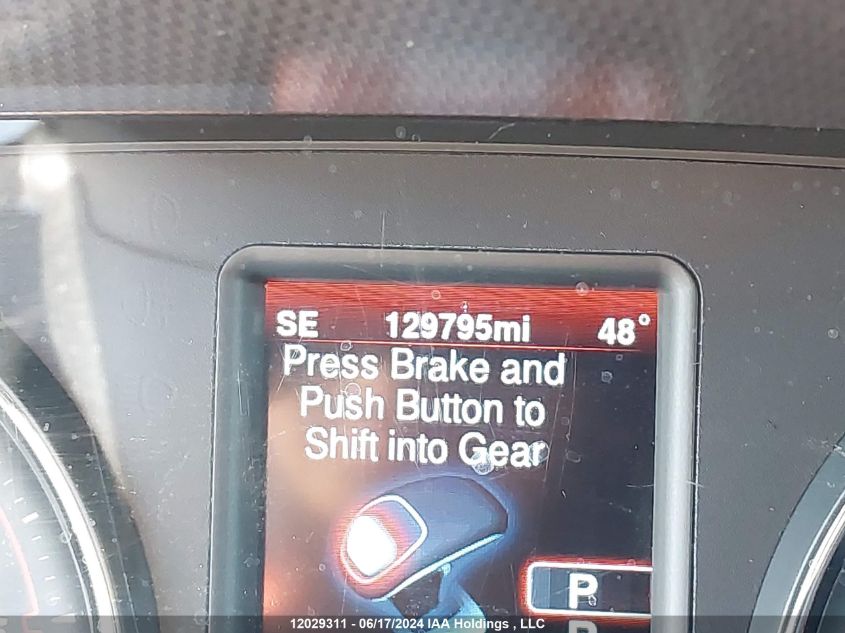 SE 129795mi 48°
Press Brake and
Push Button to
Shift into Gear
P
12029311 - 06/17/2024 IAA Holdings , LLC